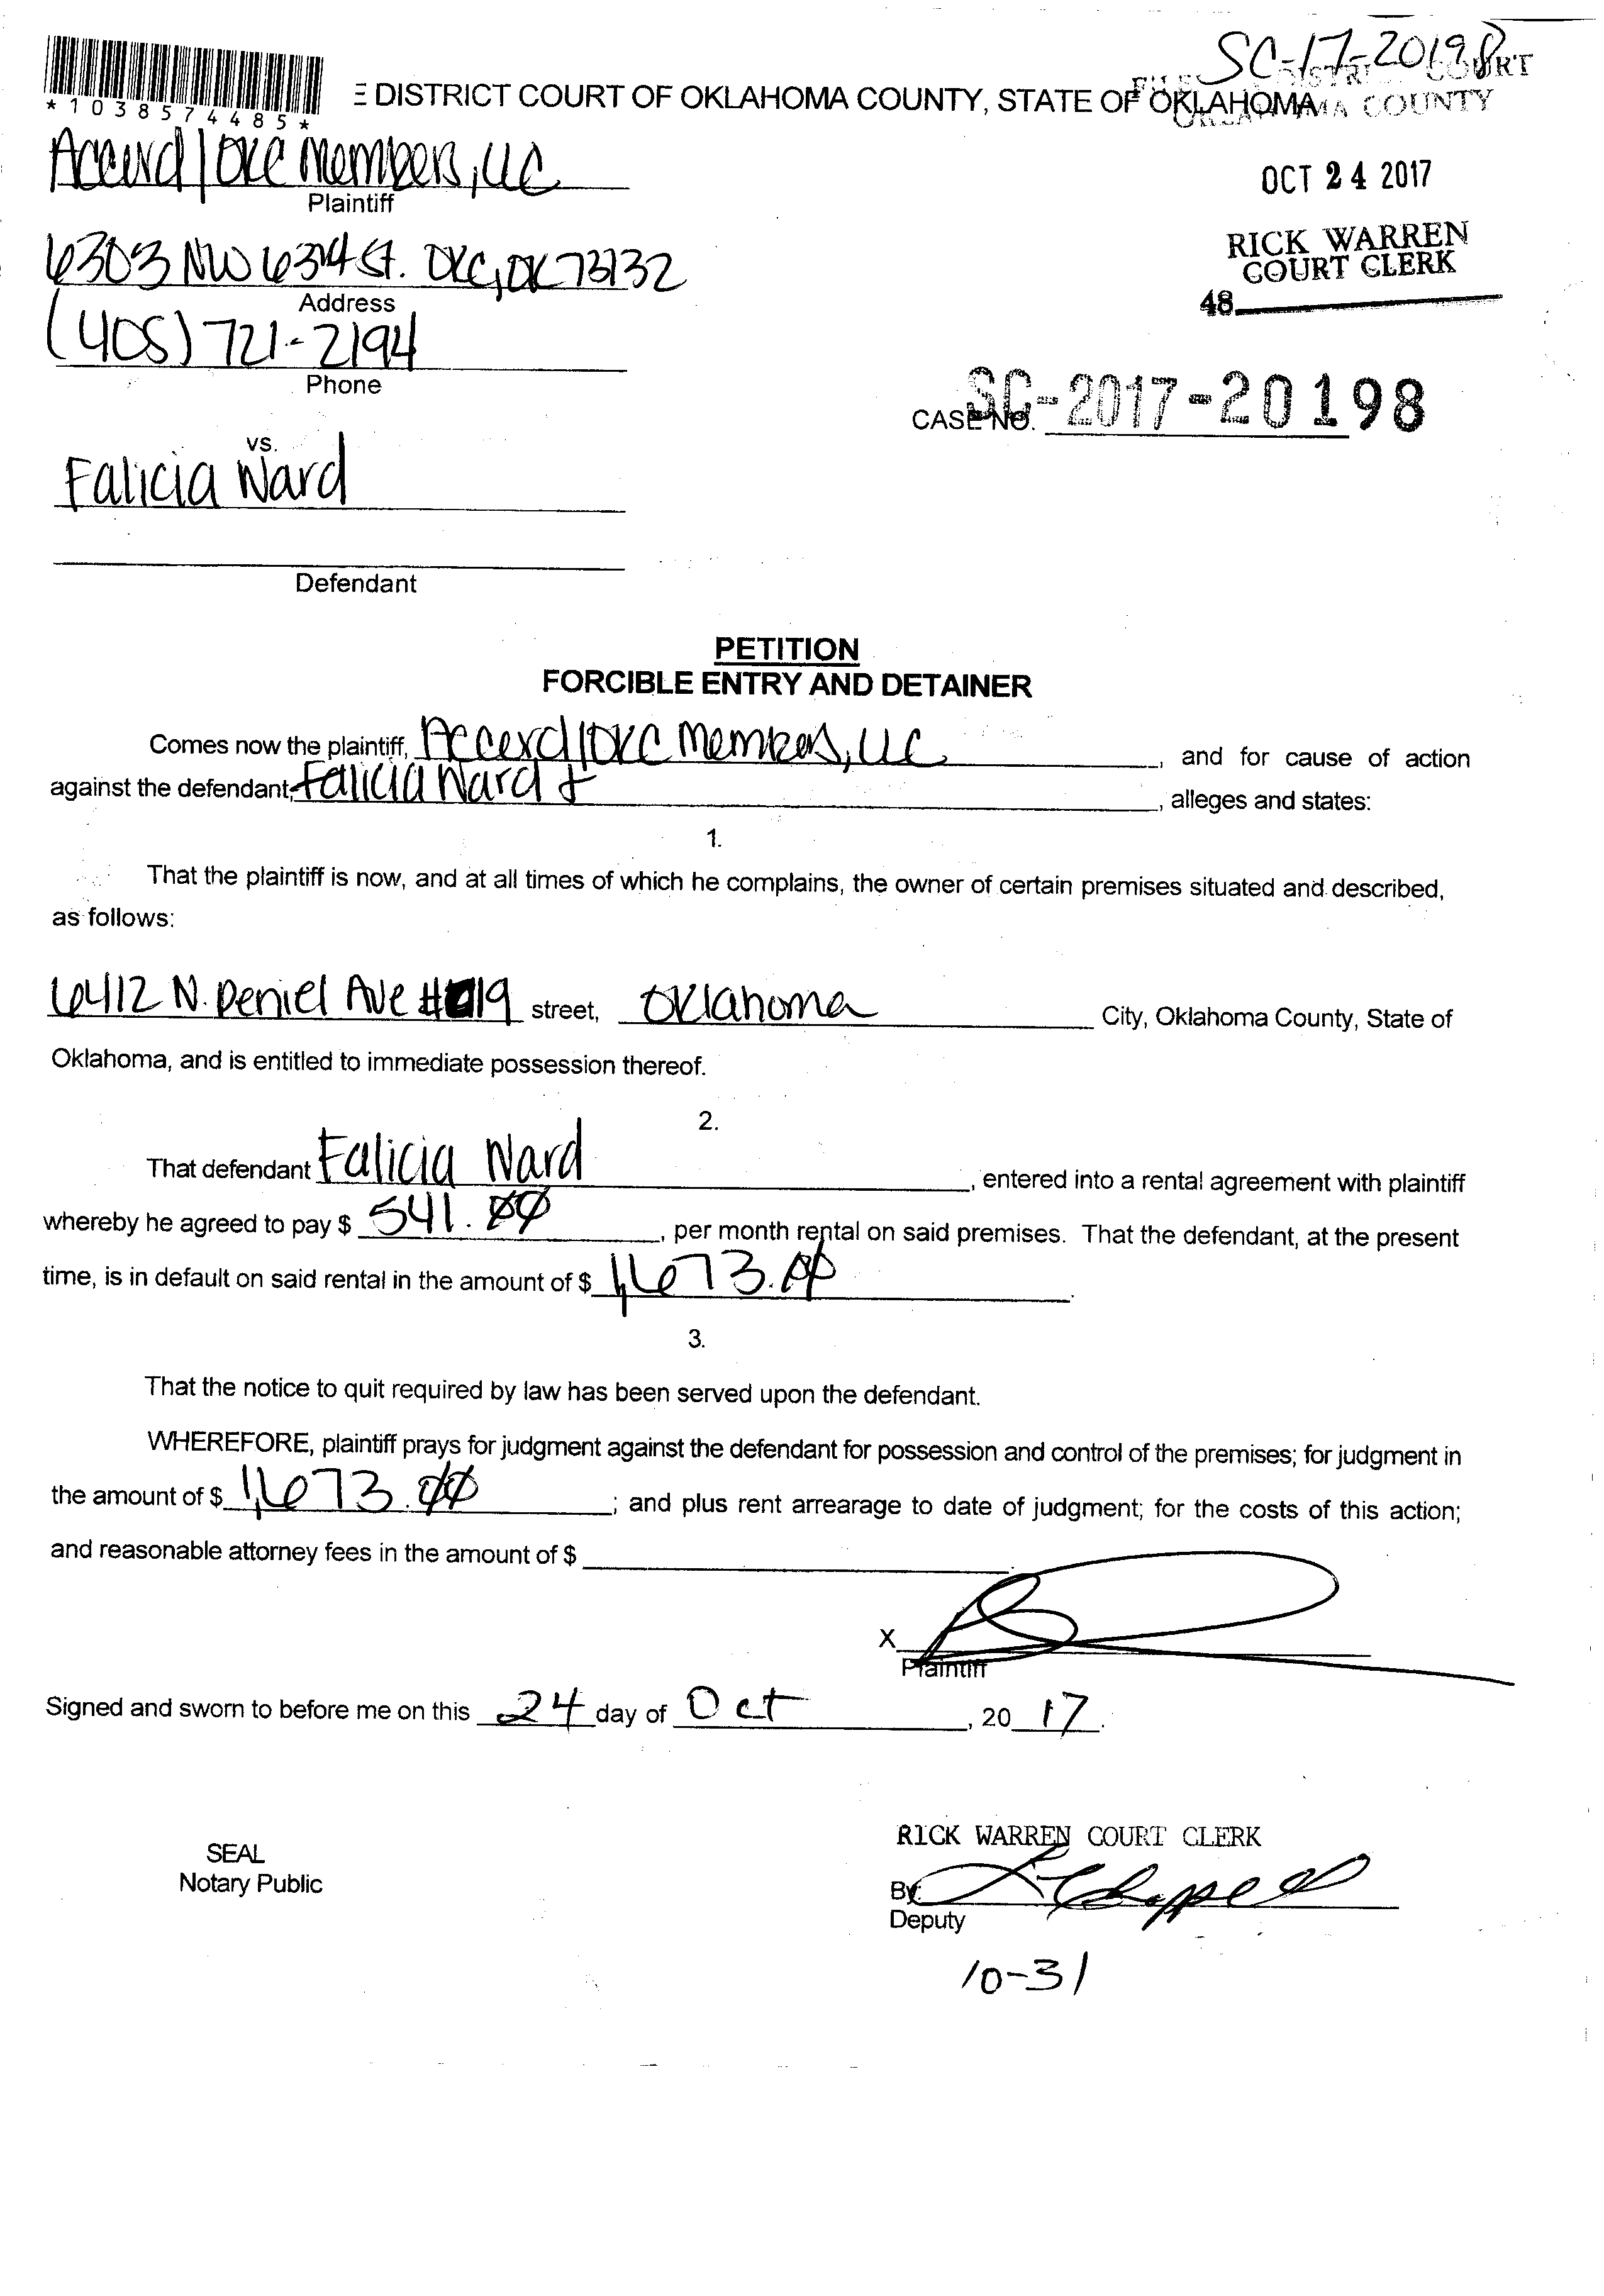 SC-17-20198
DISTRICT COURT OF OKLAHOMA COUNTY, STATE OF OKLAHOMA
COURT
COUNTY
*1038574485*
OKC Members, LLC
Plaintiff
OCT 24 2017
6303 NW 63rd St. OKC, OK 73132
Address
RICK WARREN
COURT CLERK
48
(405) 721-2194
Phone
CASE NO. SC-2017-20198
vs.
Falicia Ward
Defendant
PETITION
FORCIBLE ENTRY AND DETAINER
Comes now the plaintiff, OKC Members, LLC, and for cause of action
against the defendant, Falicia Ward +, alleges and states:
1.
That the plaintiff is now, and at all times of which he complains, the owner of certain premises situated and described,
as follows:
6412 N. Peniel Ave #19 street, Oklahoma City, Oklahoma County, State of
Oklahoma, and is entitled to immediate possession thereof.
2.
That defendant Falicia Ward, entered into a rental agreement with plaintiff
whereby he agreed to pay $ 541.00, per month rental on said premises. That the defendant, at the present
time, is in default on said rental in the amount of $ 1,673.00.
3.
That the notice to quit required by law has been served upon the defendant.
WHEREFORE, plaintiff prays for judgment against the defendant for possession and control of the premises; for judgment in
the amount of $ 1,673.00; and plus rent arrearage to date of judgment; for the costs of this action;
and reasonable attorney fees in the amount of $
X
Plaintiff
Signed and sworn to before me on this 24 day of Oct, 2017.
RICK WARREN COURT CLERK
SEAL
Notary Public
By:
Deputy
10-31